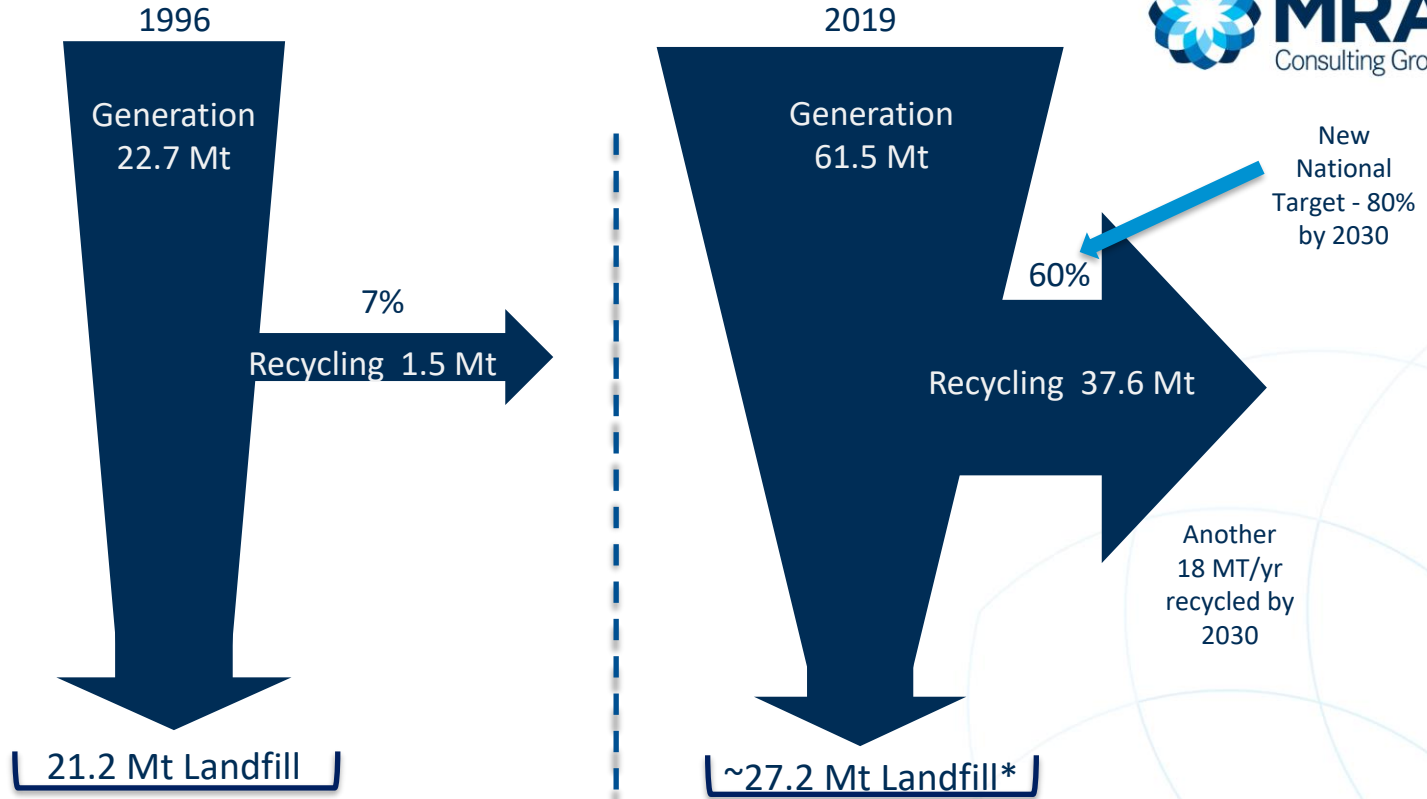 1996
Generation
22.7 Mt
7%
Recycling 1.5 Mt
21.2 Mt Landfill
2019
Generation
61.5 Mt
60%
Recycling 37.6 Mt
~27.2 Mt Landfill*
MRA
Consulting Gro
New
National
Target - 80%
by 2030
Another
18 MT/yr
recycled by
2030